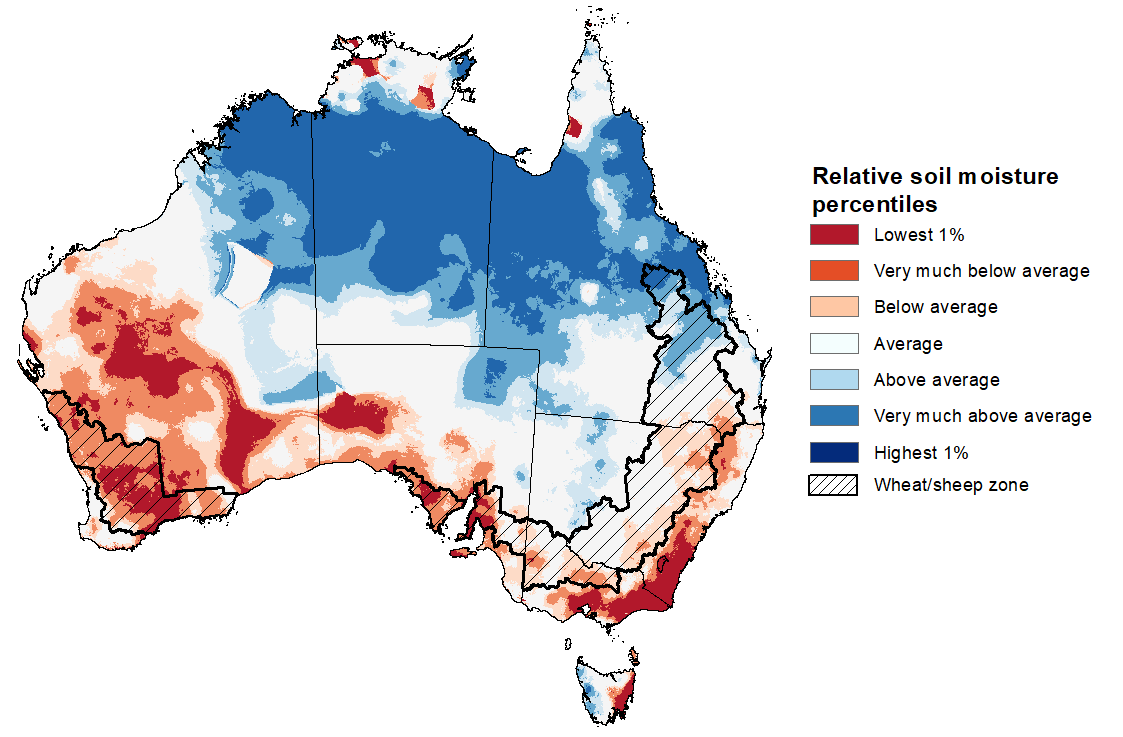 Relative soil moisture
percentiles
Lowest 1%
Very much below average
Below average
Average
Above average
Very much above average
Highest 1%
Wheat/sheep zone